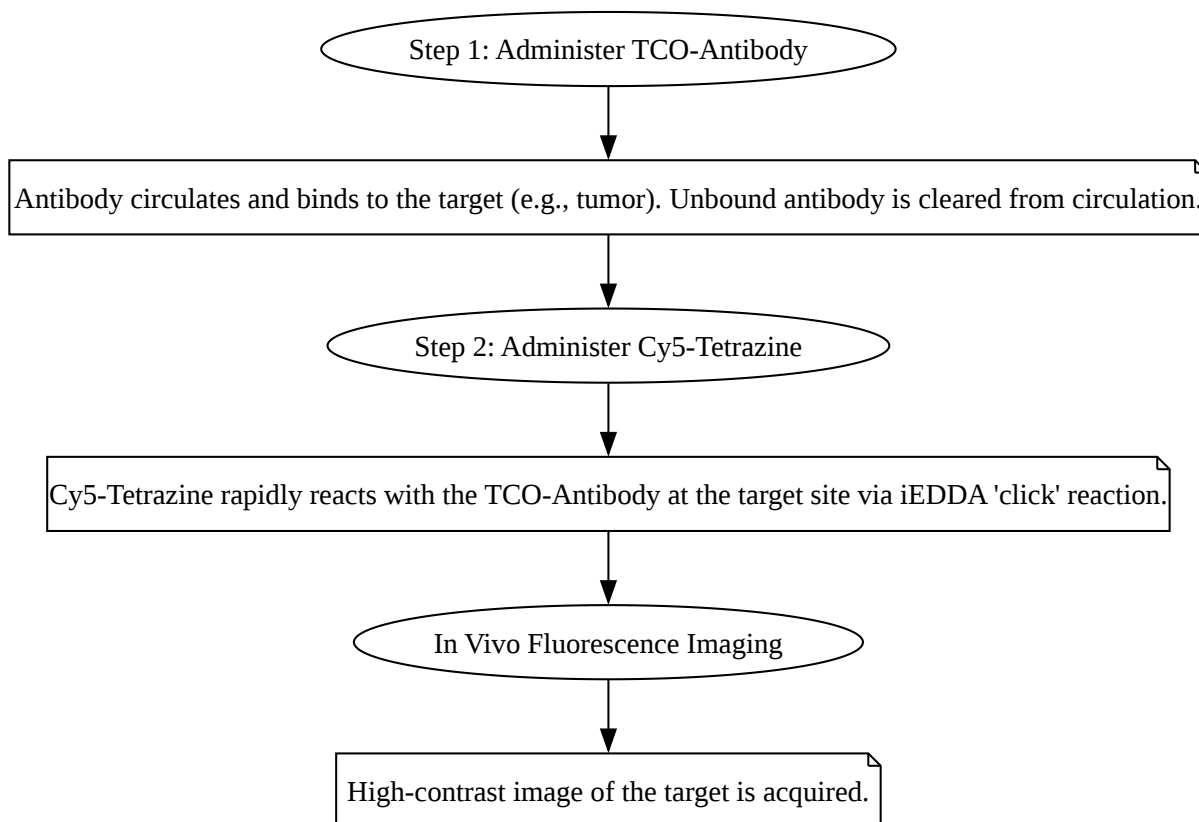 Step 1: Administer TCO-Antibody
Antibody circulates and binds to the target (e.g., tumor). Unbound antibody is cleared from circulation.
Step 2: Administer Cy5-Tetrazine
Cy5-Tetrazine rapidly reacts with the TCO-Antibody at the target site via iEDDA 'click' reaction.
In Vivo Fluorescence Imaging
High-contrast image of the target is acquired.